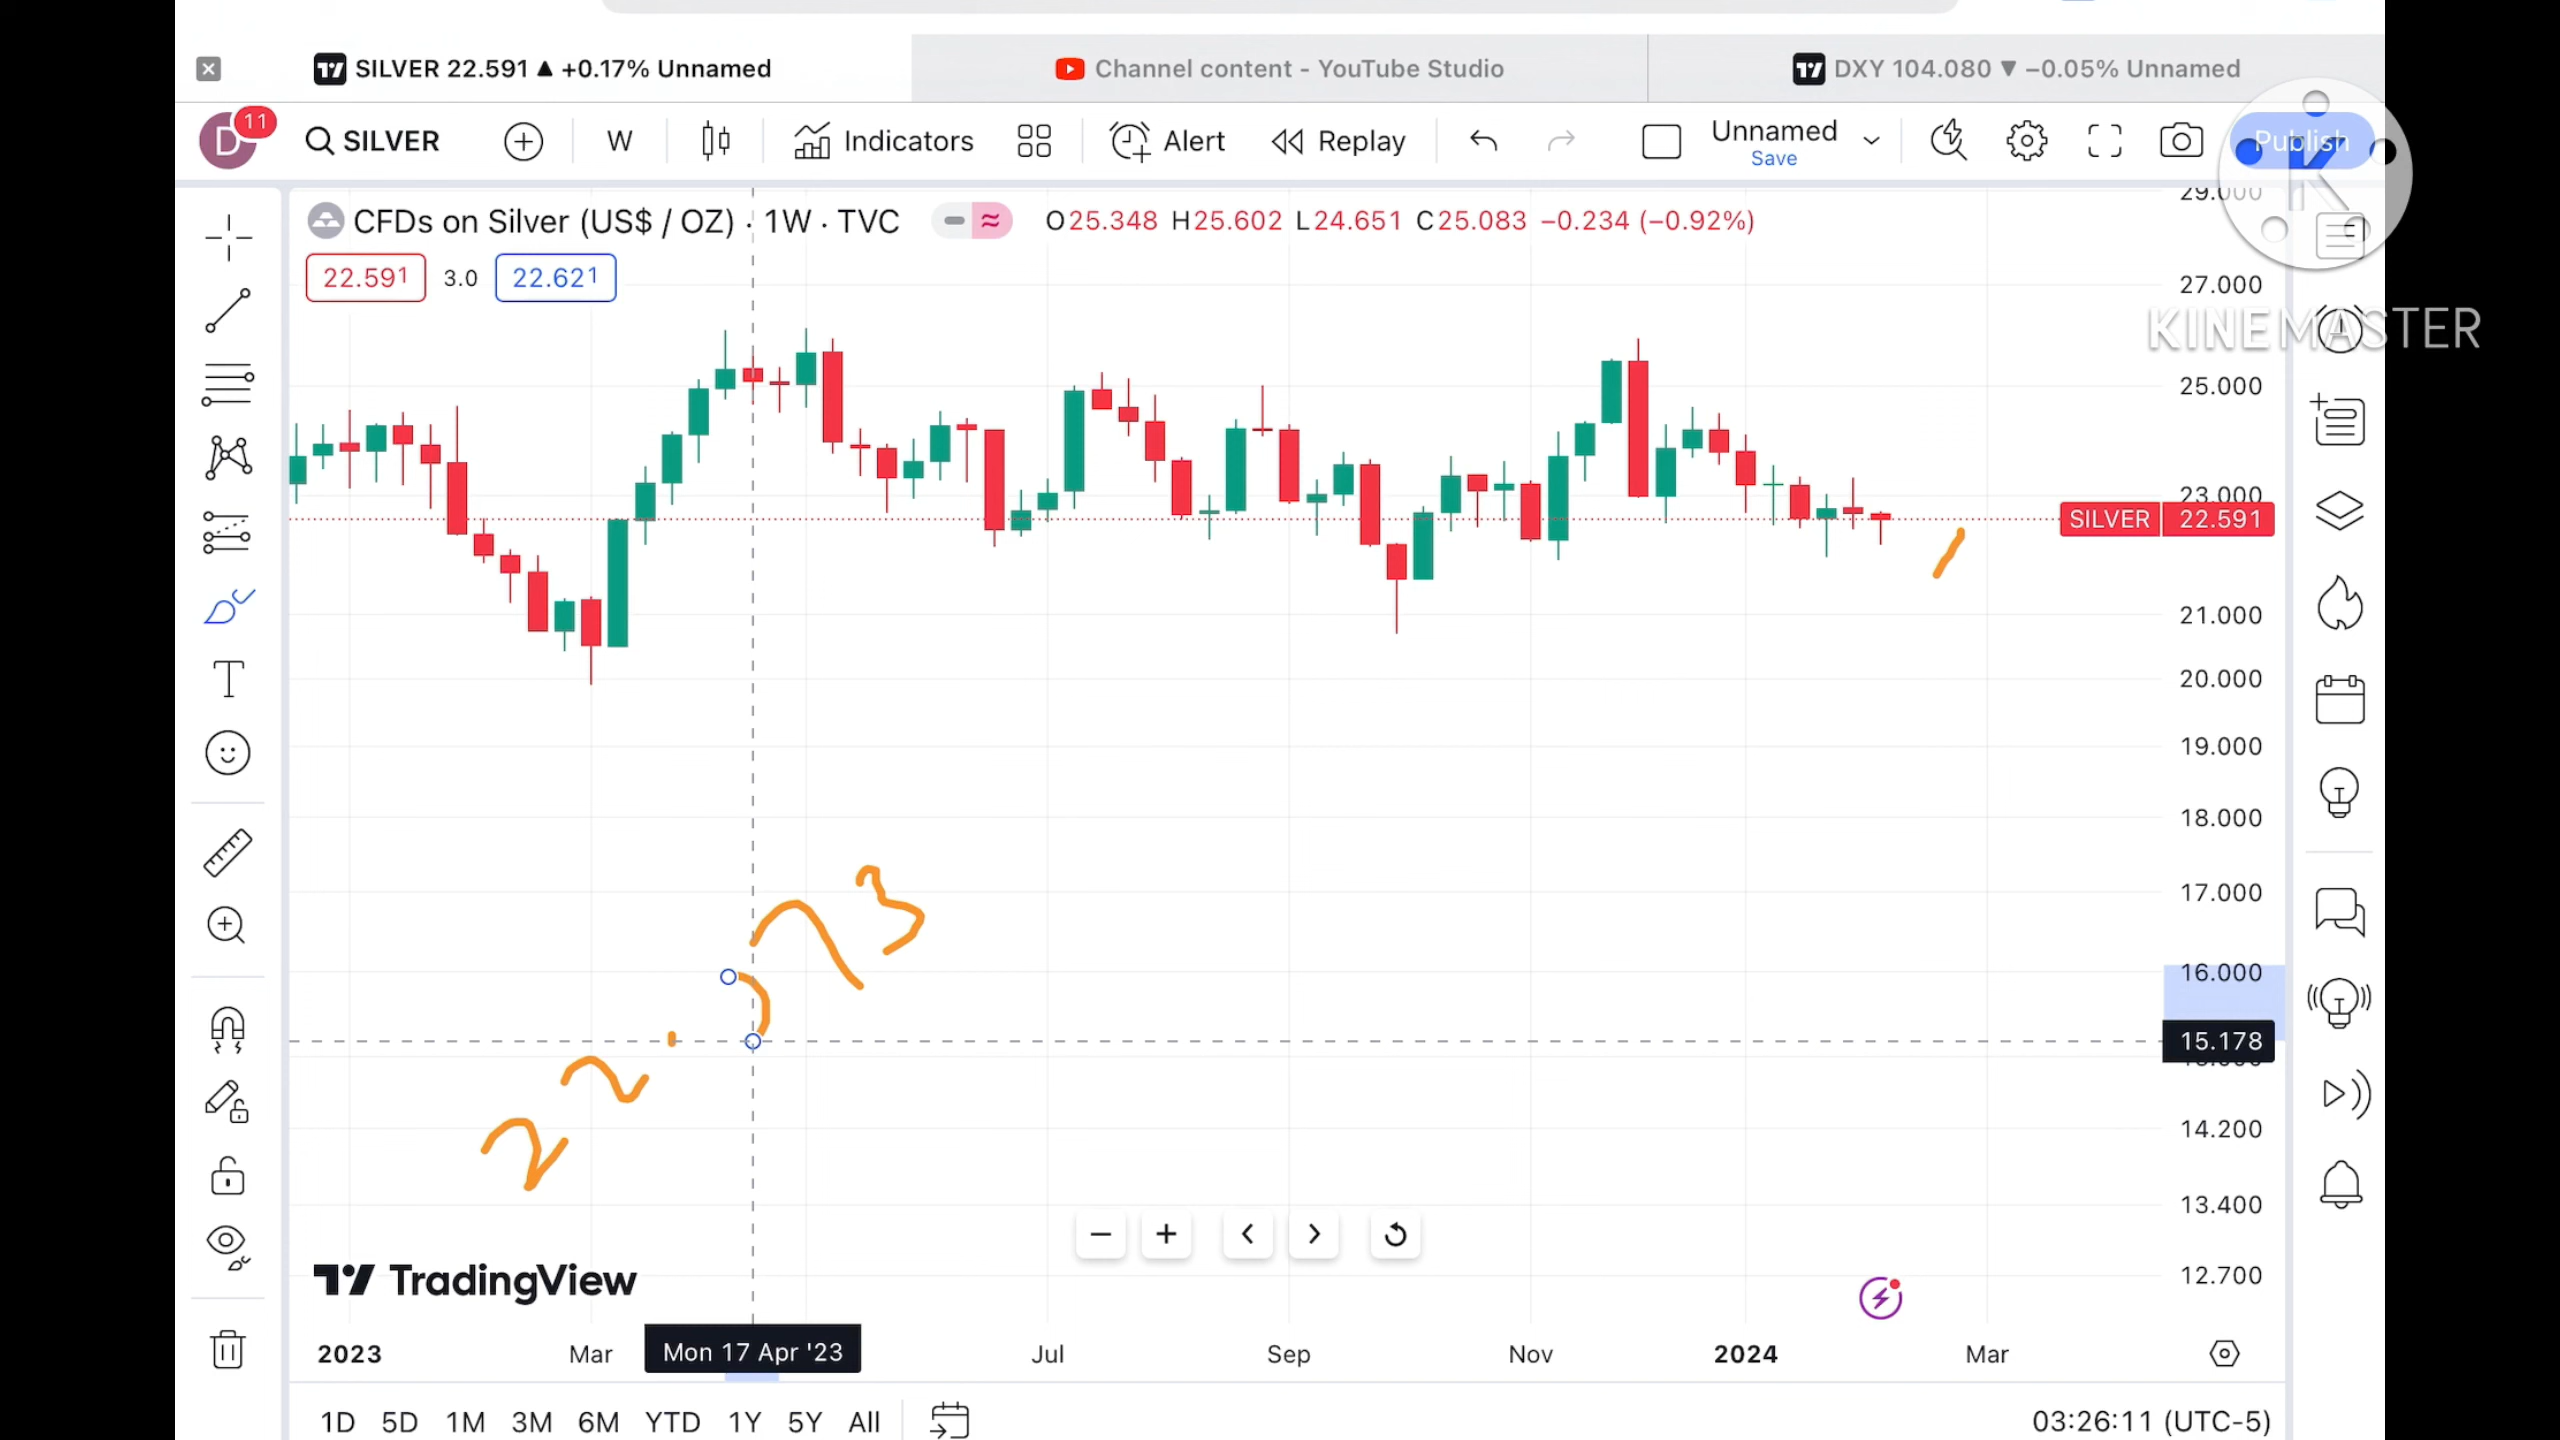 SILVER 22.591 ▲ +0.17% Unnamed
Channel content - YouTube Studio
DXY 104.080 ▼ −0.05% Unnamed
D 11
SILVER
W
Indicators
Alert
Replay
Unnamed
Save
Publish
K
KINEMASTER
CFDs on Silver (US$ / OZ) · 1W · TVC
O25.348 H25.602 L24.651 C25.083 −0.234 (−0.92%)
22.591 3.0 22.621
29.000
27.000
25.000
23.000
SILVER 22.591
21.000
20.000
19.000
18.000
17.000
16.000
15.178
14.200
13.400
12.700
22.
73
TradingView
2023 Mar Mon 17 Apr '23 Jul Sep Nov 2024 Mar
1D 5D 1M 3M 6M YTD 1Y 5Y All
03:26:11 (UTC-5)